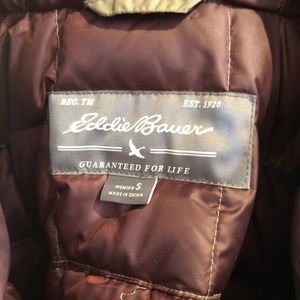 REG. TM EST. 1920
Eddie Bauer
GUARANTEED FOR LIFE
WOMEN'S S
MADE IN CHINA